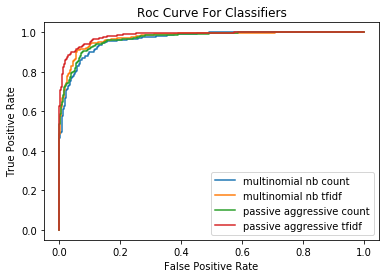 Roc Curve For Classifiers
True Positive Rate
1.0
0.8
0.6
0.4
0.2
0.0
multinomial nb count
multinomial nb tfidf
passive aggressive count
passive aggressive tfidf
0.0 0.2 0.4 0.6 0.8 1.0
False Positive Rate